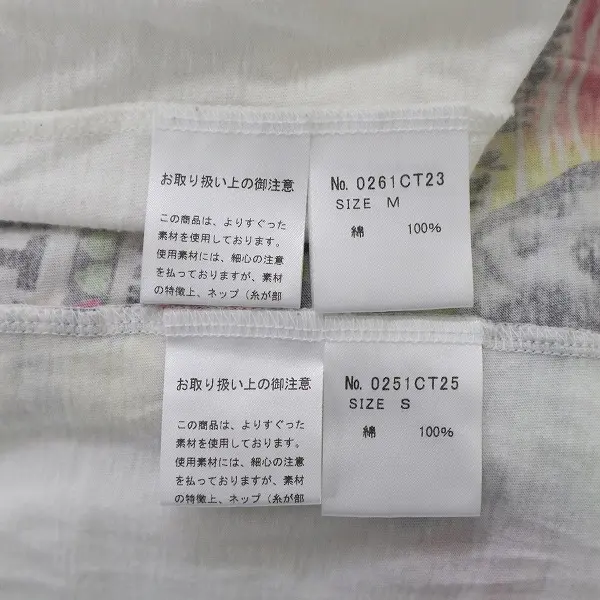 お取り扱い上の御注意
この商品は、よりすぐった
素材を使用しております。
使用素材には、細心の注意
を払っておりますが、素材
の特徴上、ネップ（糸が部
No. 0261CT23
SIZE M
綿 100%
お取り扱い上の御注意
この商品は、よりすぐった
素材を使用しております。
使用素材には、細心の注意
を払っておりますが、素材
の特徴上、ネップ（糸が部
No. 0251CT25
SIZE S
綿 100%